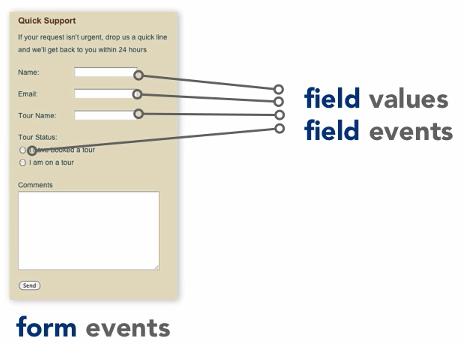 Quick Support
If your request isn't urgent, drop us a quick line
and we'll get back to you within 24 hours
Name:
Email:
Tour Name:
Tour Status:
I have booked a tour
I am on a tour
Comments
Send
field values
field events
form events